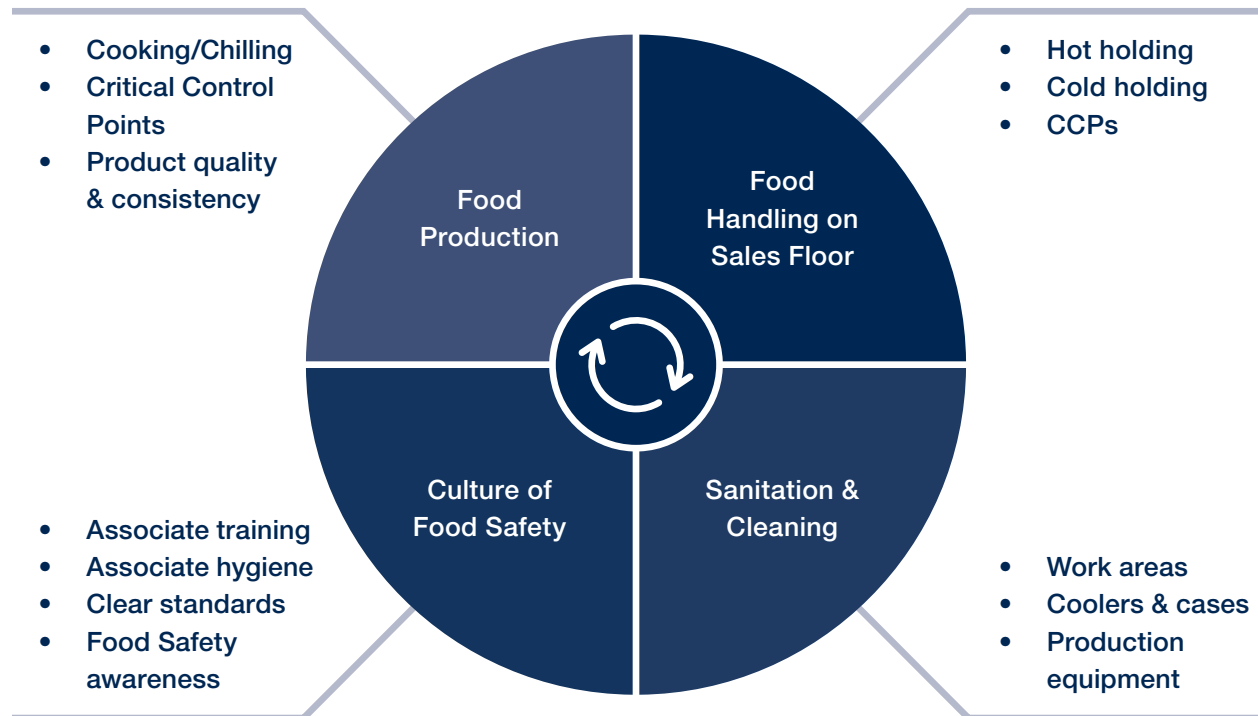 • Cooking/Chilling
• Critical Control
Points
• Product quality
& consistency
Food
Production
Food
Handling on
Sales Floor
• Hot holding
• Cold holding
• CCPs
• Associate training
• Associate hygiene
• Clear standards
• Food Safety
awareness
Culture of
Food Safety
Sanitation &
Cleaning
• Work areas
• Coolers & cases
• Production
equipment